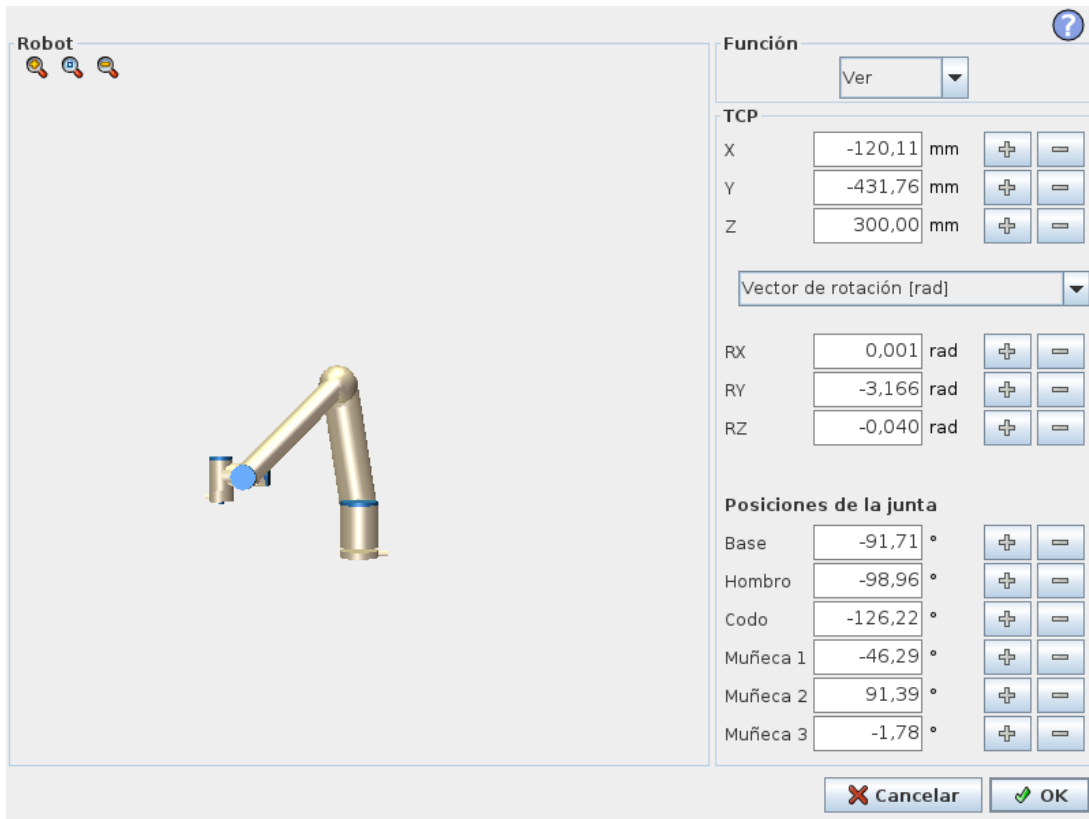 Robot
Función
Ver
TCP
X -120,11 mm
Y -431,76 mm
Z 300,00 mm
Vector de rotación [rad]
RX 0,001 rad
RY -3,166 rad
RZ -0,040 rad
Posiciones de la junta
Base -91,71 °
Hombro -98,96 °
Codo -126,22 °
Muñeca 1 -46,29 °
Muñeca 2 91,39 °
Muñeca 3 -1,78 °
Cancelar OK